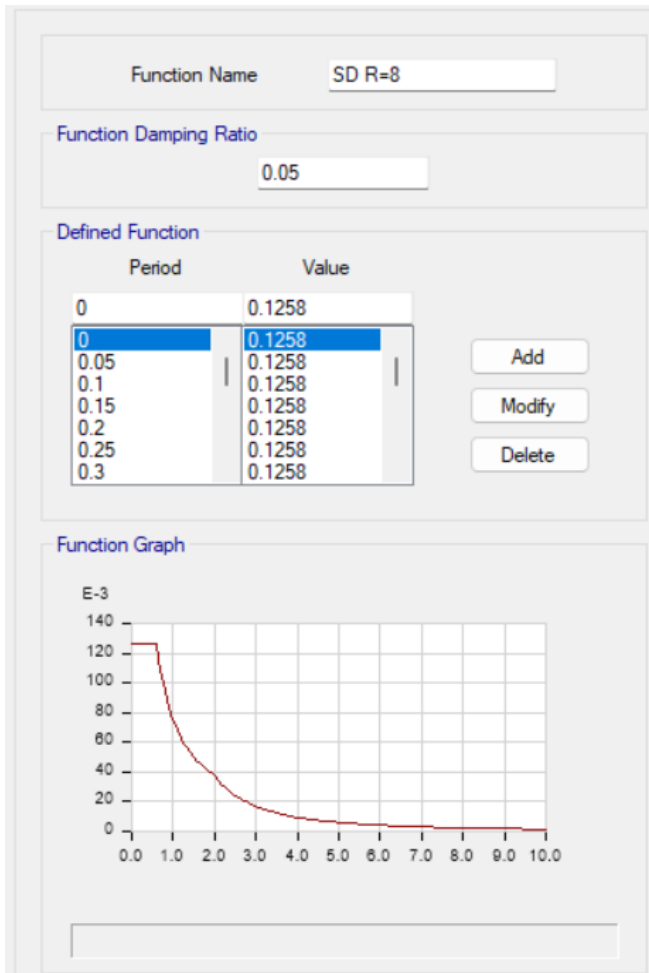 Function Name SD R=8
Function Damping Ratio
0.05
Defined Function
Period Value
0 0.1258
0 0.1258
0.05 0.1258
0.1 0.1258
0.15 0.1258
0.2 0.1258
0.25 0.1258
0.3 0.1258
Add
Modify
Delete
Function Graph
E-3
140
120
100
80
60
40
20
0
0.0 1.0 2.0 3.0 4.0 5.0 6.0 7.0 8.0 9.0 10.0